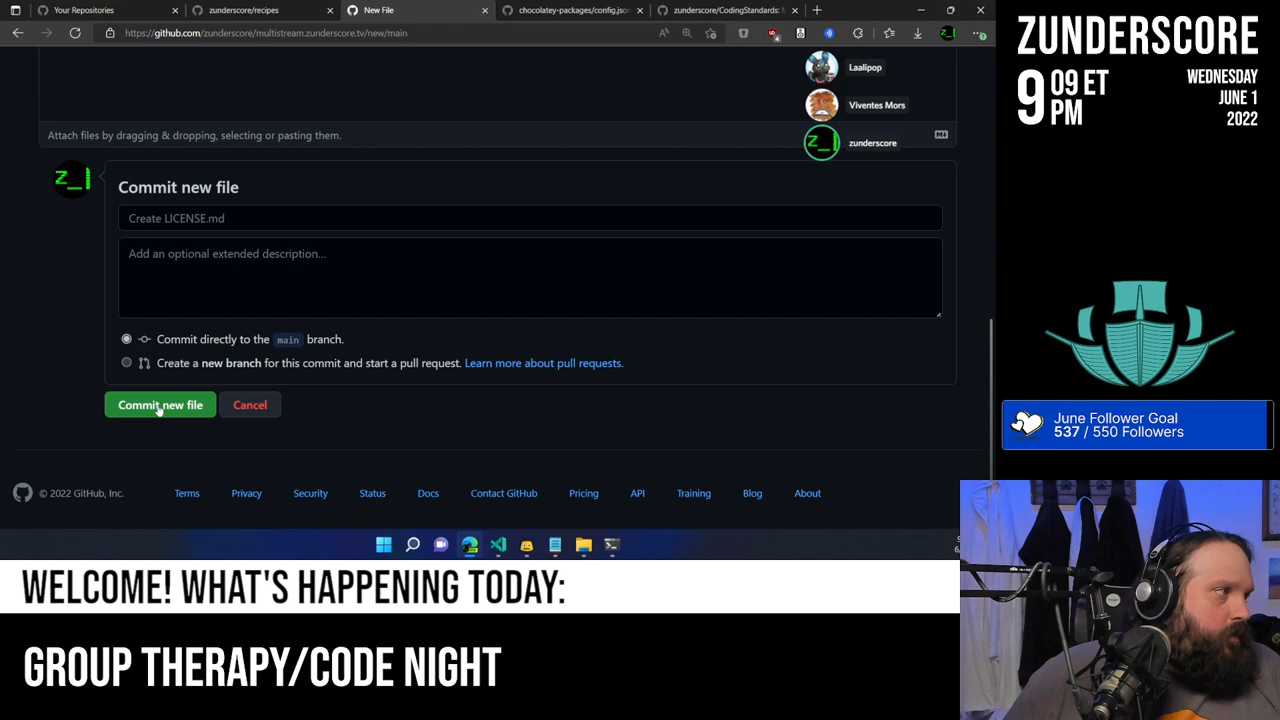 Your Repositories
zunderscore/recipes
New File
chocolatey-packages/config.json
zunderscore/CodingStandards: M
https://github.com/zunderscore/multistream.zunderscore.tv/new/main
Laalipop
Viventes Mors
zunderscore
Attach files by dragging & dropping, selecting or pasting them.
Z_|
Commit new file
Create LICENSE.md
Add an optional extended description...
Commit directly to the main branch.
Create a new branch for this commit and start a pull request. Learn more about pull requests.
Commit new file
Cancel
© 2022 GitHub, Inc.
Terms
Privacy
Security
Status
Docs
Contact GitHub
Pricing
API
Training
Blog
About
ZUNDERSCORE
9 09 ET
PM
WEDNESDAY
JUNE 1
2022
June Follower Goal
537 / 550 Followers
WELCOME! WHAT'S HAPPENING TODAY:
GROUP THERAPY/CODE NIGHT